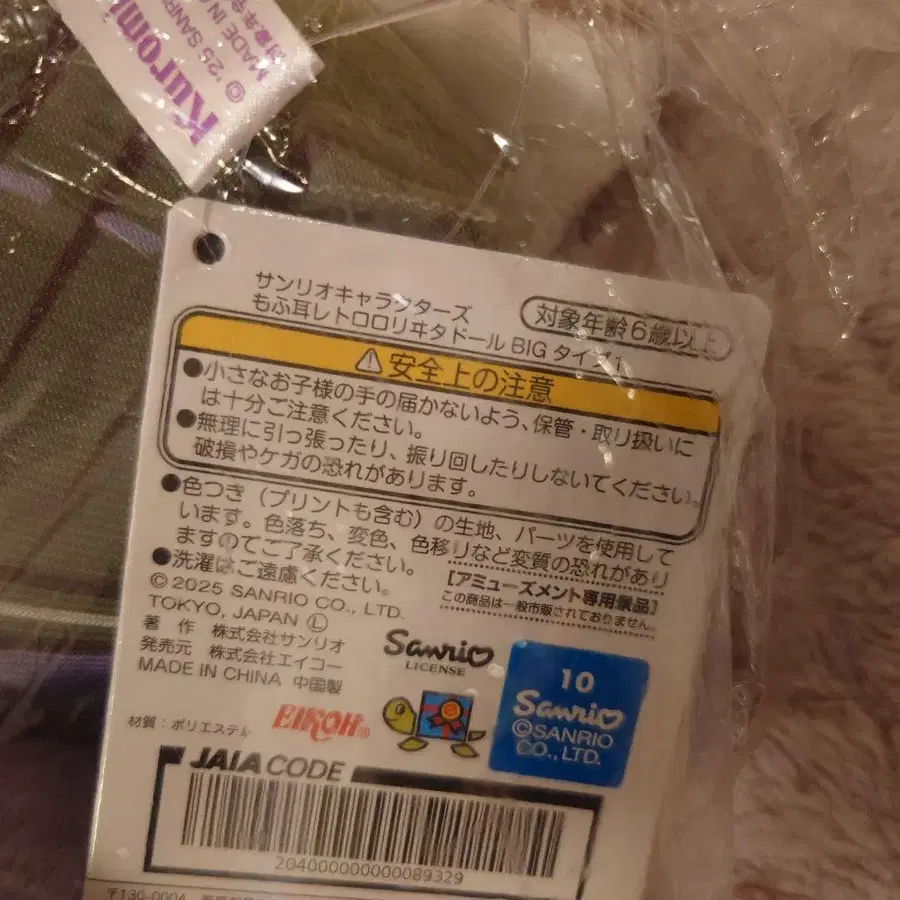 Kuromi
© '25 SANR
MADE IN C
対象年令
サンリオキャラクターズ
もふ耳レトロロリヰタドール BIG タイプ1
対象年齢6歳以上
⚠安全上の注意
●小さなお子様の手の届かないよう、保管・取り扱いに
は十分ご注意ください。
●無理に引っ張ったり、振り回したりしないでください。
破損やケガの恐れがあります。
●色つき（プリントも含む）の生地、パーツを使用して
います。色落ち、変色、色移りなど変質の恐れがあり
ますのでご了承ください。
●洗濯はご遠慮ください。
[アミューズメント専用景品]
この商品は一般市販されておりません。
© 2025 SANRIO CO., LTD.
TOKYO, JAPAN Ⓛ
著 作 株式会社サンリオ
発売元 株式会社エイコー
MADE IN CHINA 中国製
Sanrio
LICENSE
10
Sanrio
©SANRIO
CO., LTD.
材質：ポリエステル
EIKOH®
e
JAIA CODE
2040000000000089329
〒130-0004